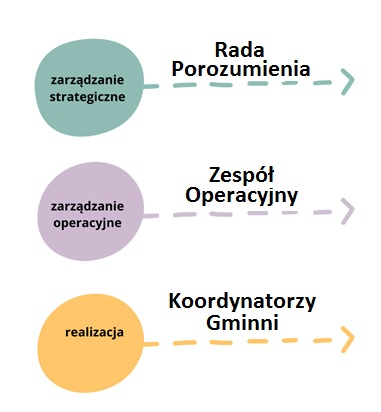 Rada
Porozumienia
zarządzanie
strategiczne
Zespół
Operacyjny
zarządzanie
operacyjne
Koordynatorzy
Gminni
realizacja